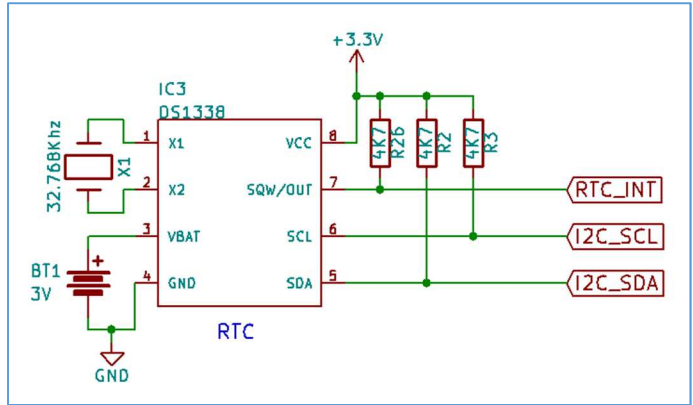 +3.3V
IC3
DS1338
32.768Khz
X1
1
X1
VCC
8
4K7
R26
4K7
R2
4K7
R3
2
X2
SQW/OUT
7
RTC_INT
3
VBAT
SCL
6
I2C_SCL
BT1
3V
+
4
GND
SDA
5
I2C_SDA
RTC
GND